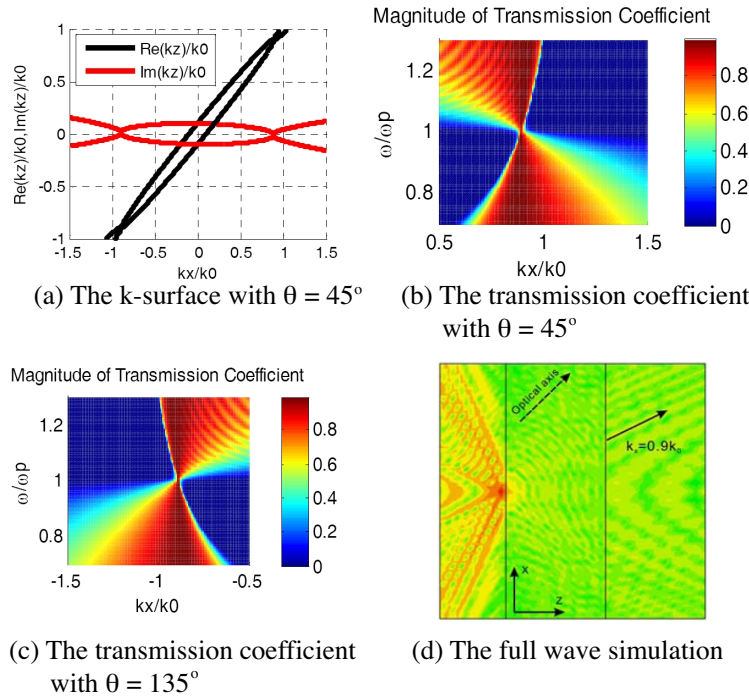 1
0.5
0
-0.5
-1
Re(kz)/k0,Im(kz)/k0
Re(kz)/k0
Im(kz)/k0
-1.5 -1 -0.5 0 0.5 1 1.5
kx/k0
(a) The k-surface with θ = 45°
Magnitude of Transmission Coefficient
1.2
1
0.8
ω/ωp
0.5 1 1.5
kx/k0
0.8
0.6
0.4
0.2
0
(b) The transmission coefficient
with θ = 45°
Magnitude of Transmission Coefficient
1.2
1
0.8
ω/ωp
-1.5 -1 -0.5
kx/k0
0.8
0.6
0.4
0.2
0
(c) The transmission coefficient
with θ = 135°
Optical axis
kₓ=0.9k₀
x
z
(d) The full wave simulation